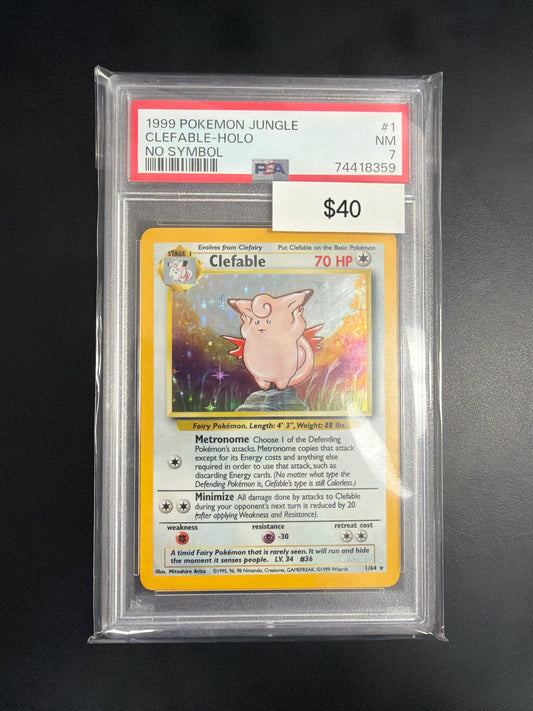 1999 POKEMON JUNGLE #1
CLEFABLE-HOLO NM
NO SYMBOL 7
PSA 74418359
$40
Evolves from Clefairy Put Clefable on the Basic Pokémon
STAGE 1 Clefable 70 HP
Fairy Pokémon. Length: 4' 3", Weight: 88 lbs.
Metronome Choose 1 of the Defending
Pokémon's attacks. Metronome copies that attack
except for its Energy costs and anything else
required in order to use that attack, such as
discarding Energy cards. (No matter what type the
Defending Pokémon is, Clefable's type is still Colorless.)
Minimize All damage done by attacks to Clefable
during your opponent's next turn is reduced by 20
(after applying Weakness and Resistance).
weakness resistance retreat cost
-30
A timid Fairy Pokémon that is rarely seen. It will run and hide
the moment it senses people. LV. 34 #36
Illus. Mitsuhiro Arita ©1995, 96, 98 Nintendo, Creatures, GAMEFREAK. ©1999 Wizards. 1/64 ★